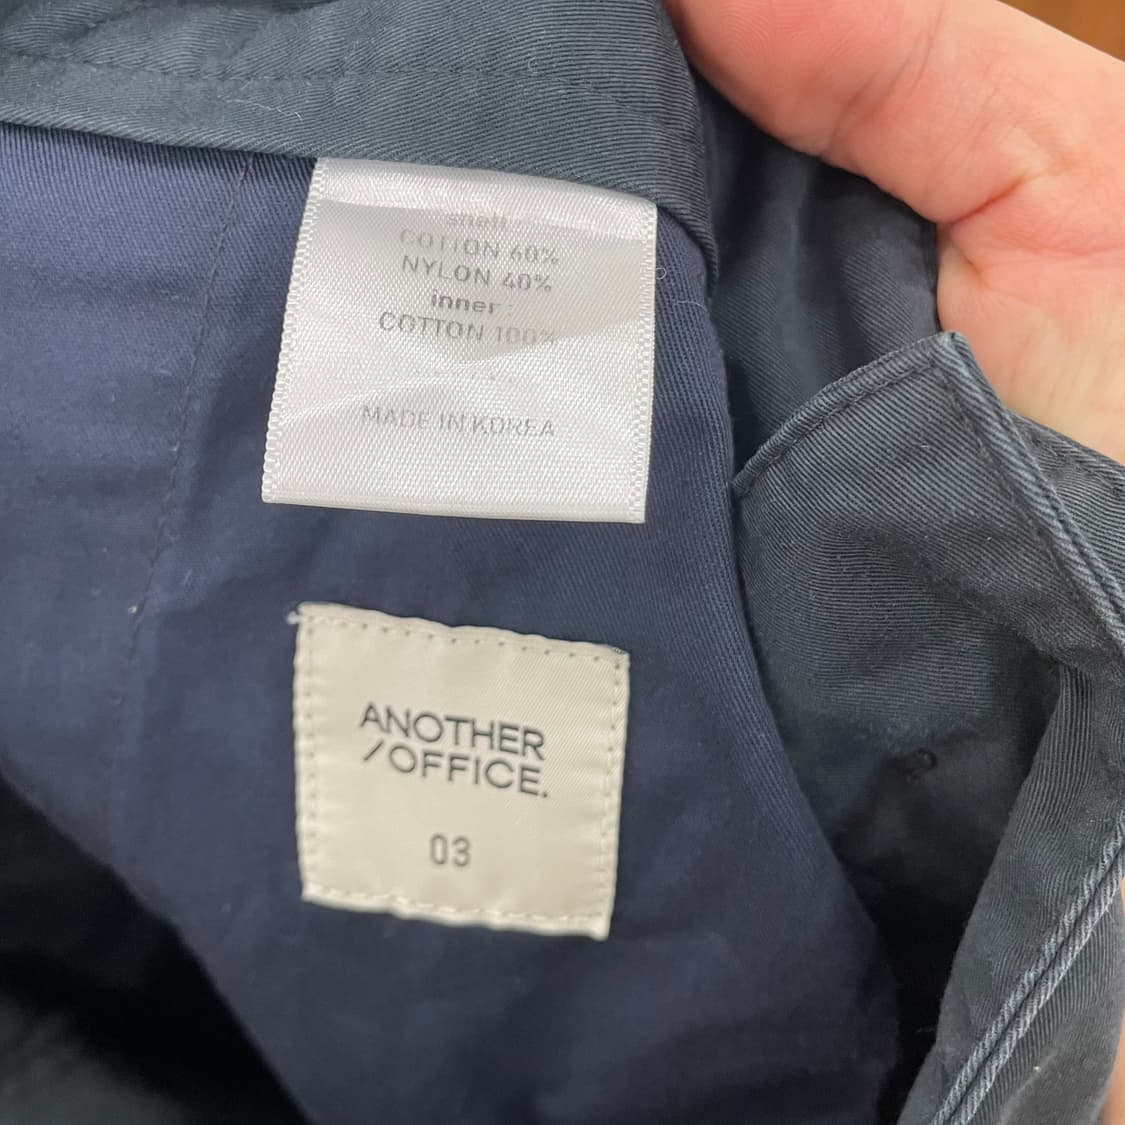 shell
COTTON 60%
NYLON 40%
inner:
COTTON 100%
MADE IN KOREA
ANOTHER
/OFFICE.
03